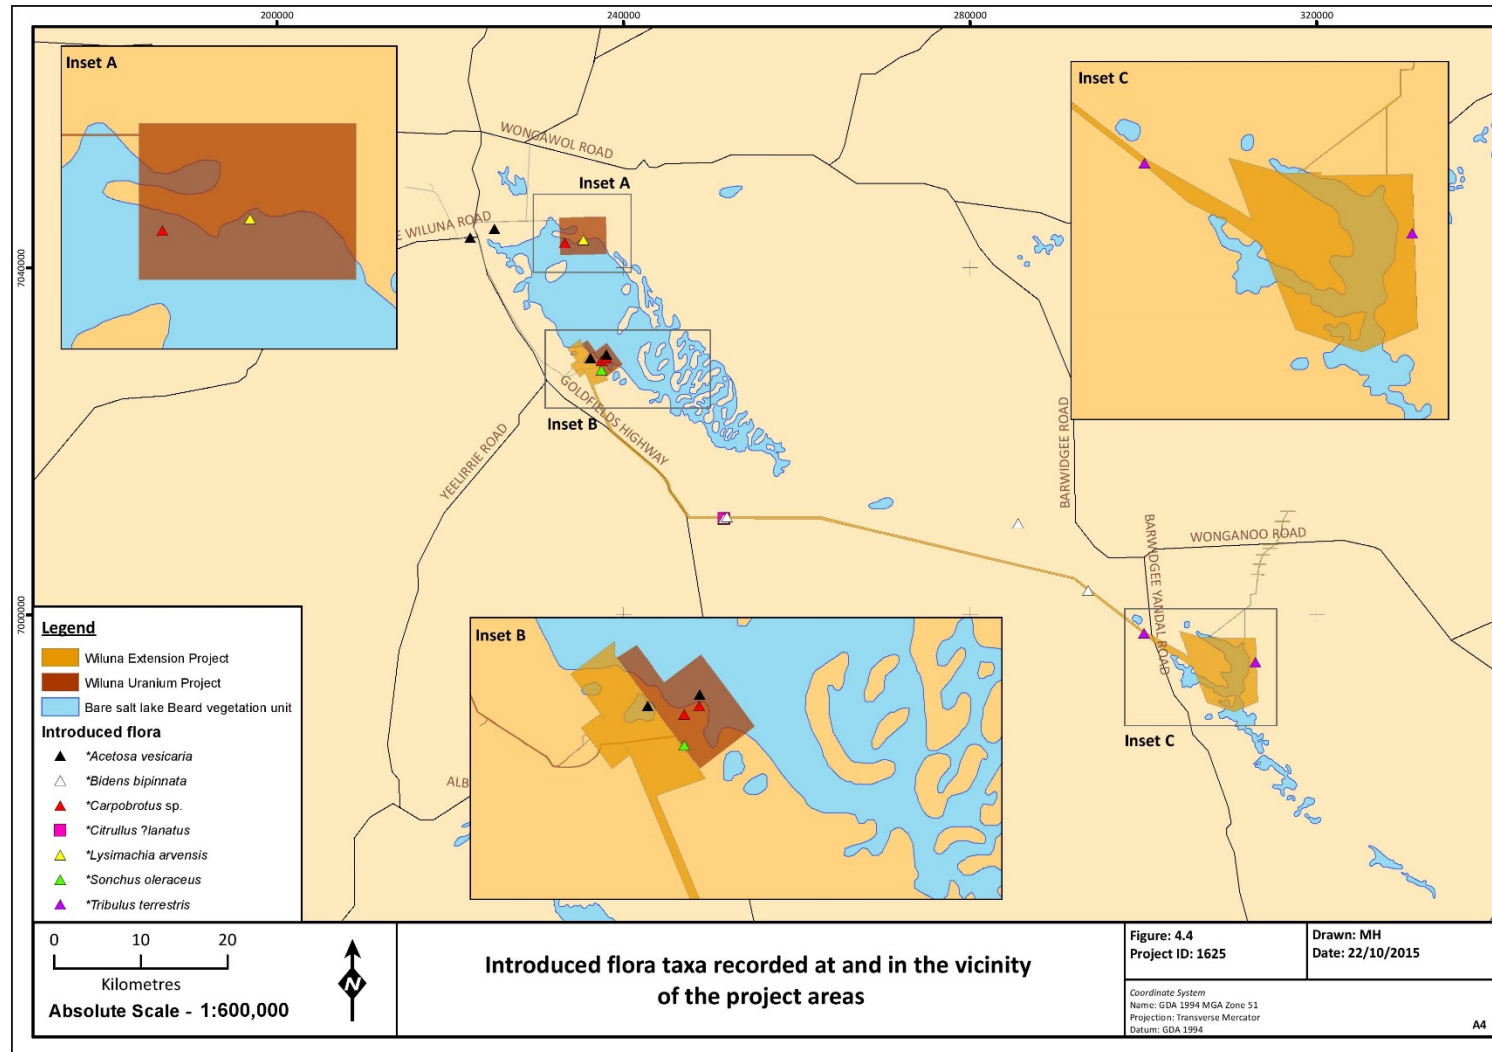 200000
240000
280000
320000
7040000
7000000
Inset A
Inset C
WONGAWOL ROAD
Inset A
E WILUNA ROAD
Inset B
GOLDFIELDS HIGHWAY
YEELIRRIE ROAD
BARWIDGEE ROAD
BARWIDGEE YANDAL ROAD
WONGANOO ROAD
Inset C
Inset B
ALB
Legend
Wiluna Extension Project
Wiluna Uranium Project
Bare salt lake Beard vegetation unit
Introduced flora
*Acetosa vesicaria
*Bidens bipinnata
*Carpobrotus sp.
*Citrullus ?lanatus
*Lysimachia arvensis
*Sonchus oleraceus
*Tribulus terrestris
0 10 20
Kilometres
Absolute Scale - 1:600,000
N
Introduced flora taxa recorded at and in the vicinity
of the project areas
Figure: 4.4
Project ID: 1625
Drawn: MH
Date: 22/10/2015
Coordinate System
Name: GDA 1994 MGA Zone 51
Projection: Transverse Mercator
Datum: GDA 1994
A4